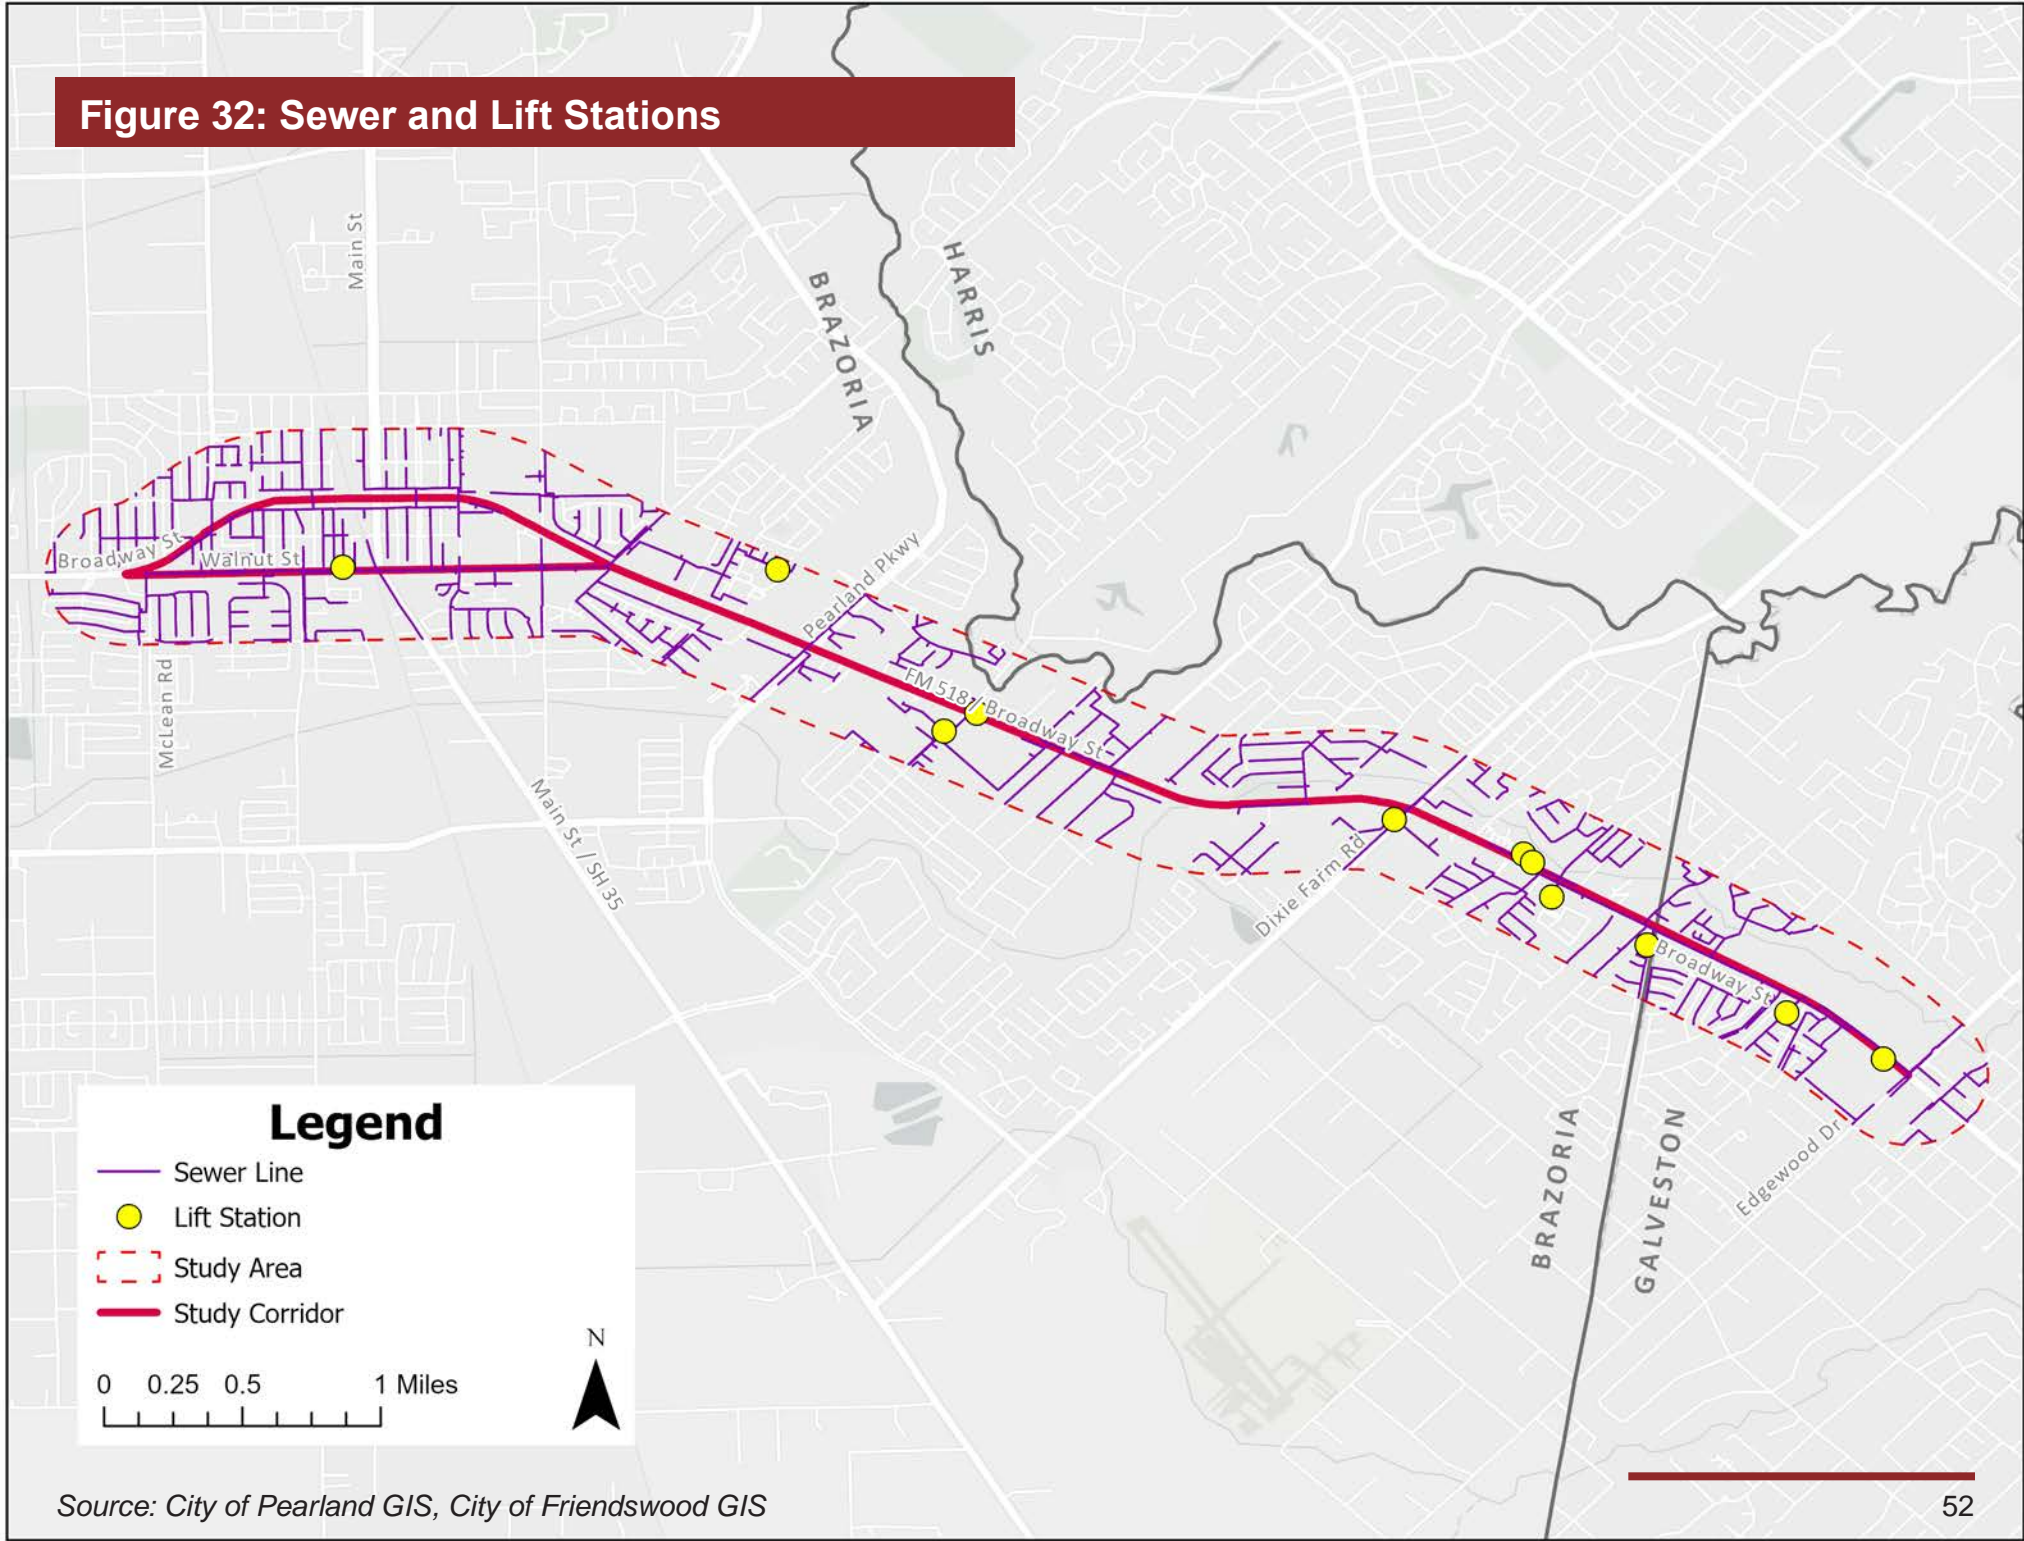 Figure 32: Sewer and Lift Stations
Main St
HARRIS
BRAZORIA
Broadway St
Walnut St
Pearland Pkwy
McLean Rd
FM 518 / Broadway St
Main St / SH 35
Dixie Farm Rd
Broadway St
BRAZORIA
GALVESTON
Edgewood Dr
Legend
Sewer Line
Lift Station
Study Area
Study Corridor
N
0 0.25 0.5 1 Miles
Source: City of Pearland GIS, City of Friendswood GIS
52